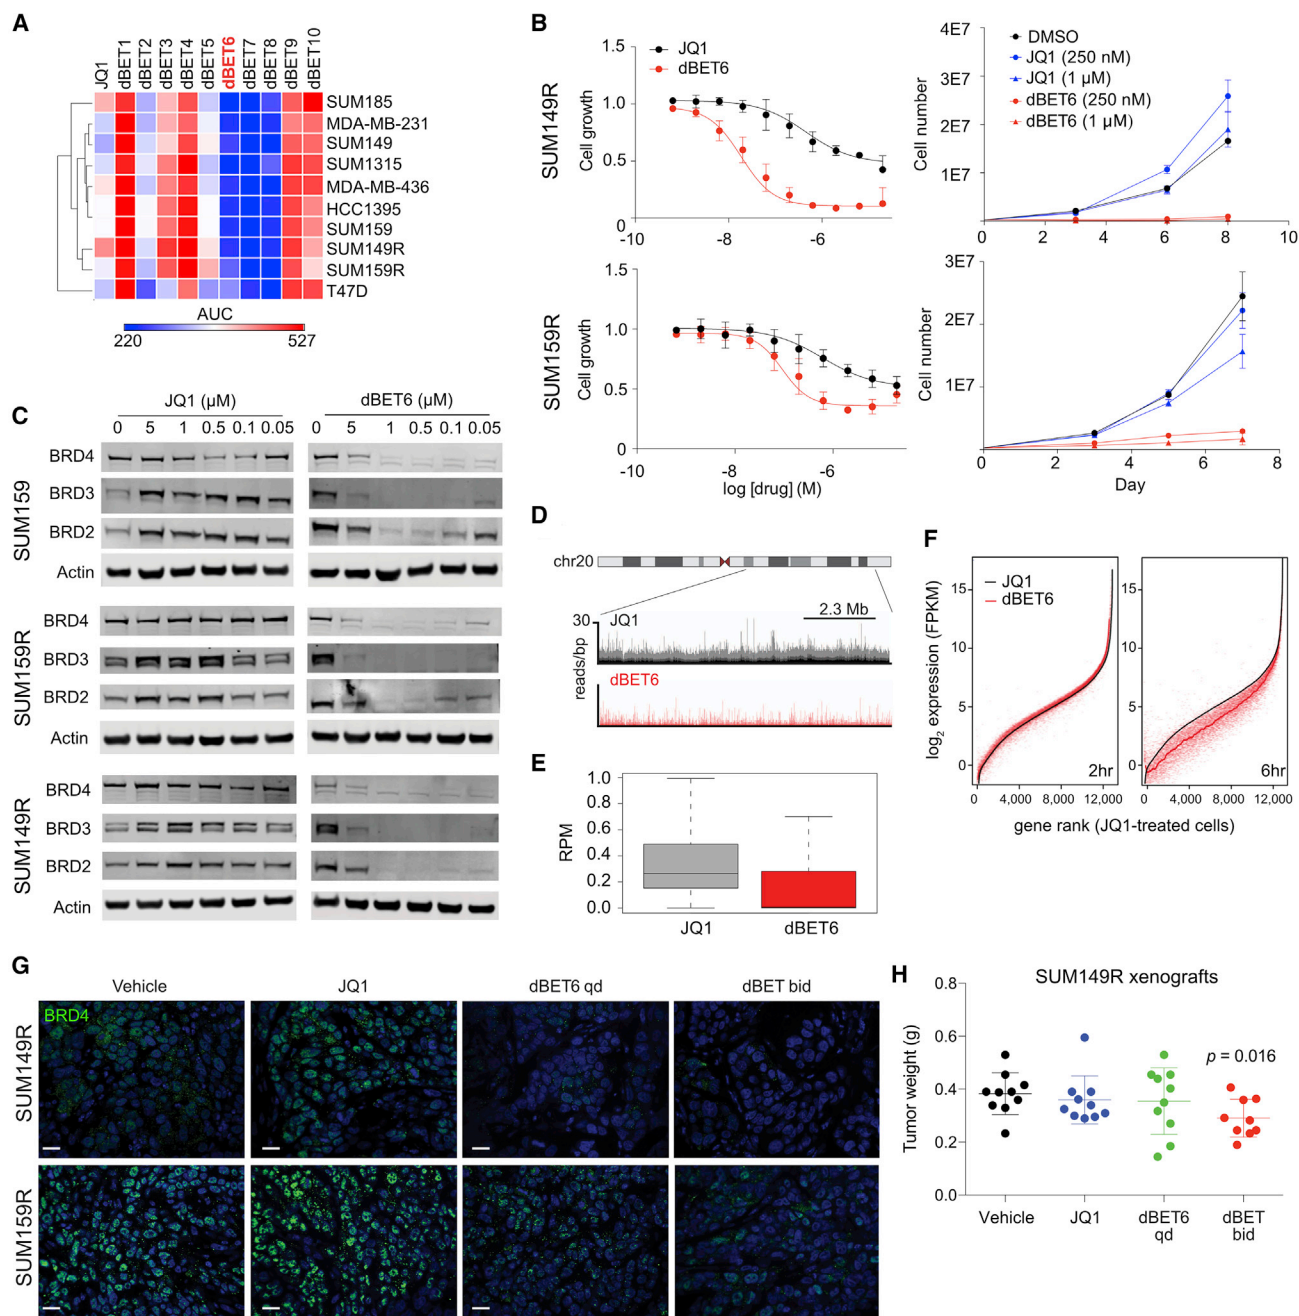 A
JQ1 dBET1 dBET2 dBET3 dBET4 dBET5 dBET6 dBET7 dBET8 dBET9 dBET10
SUM185
MDA-MB-231
SUM149
SUM1315
MDA-MB-436
HCC1395
SUM159
SUM149R
SUM159R
T47D
AUC
220 527
B
SUM149R
Cell growth
1.5
1.0
0.5
0
-10 -8 -6
JQ1
dBET6
Cell number
4E7
3E7
2E7
1E7
0 2 4 6 8 10
DMSO
JQ1 (250 nM)
JQ1 (1 µM)
dBET6 (250 nM)
dBET6 (1 µM)
SUM159R
Cell growth
1.5
1.0
0.5
0
-10 -8 -6
log [drug] (M)
Cell number
3E7
2E7
1E7
0 2 4 6 8
Day
C
JQ1 (µM) dBET6 (µM)
0 5 1 0.5 0.1 0.05 0 5 1 0.5 0.1 0.05
SUM159
BRD4
BRD3
BRD2
Actin
SUM159R
BRD4
BRD3
BRD2
Actin
SUM149R
BRD4
BRD3
BRD2
Actin
D
chr20
2.3 Mb
30
JQ1
reads/bp
dBET6
E
RPM
1.0
0.8
0.6
0.4
0.2
0.0
JQ1 dBET6
F
log2 expression (FPKM)
15
10
5
0
JQ1
dBET6
2hr
0 4,000 8,000 12,000
15
10
5
0
6hr
0 4,000 8,000 12,000
gene rank (JQ1-treated cells)
G
Vehicle JQ1 dBET6 qd dBET bid
SUM149R
BRD4
SUM159R
H
SUM149R xenografts
Tumor weight (g)
0.8
0.6
0.4
0.2
0.0
p = 0.016
Vehicle JQ1 dBET6 qd dBET bid